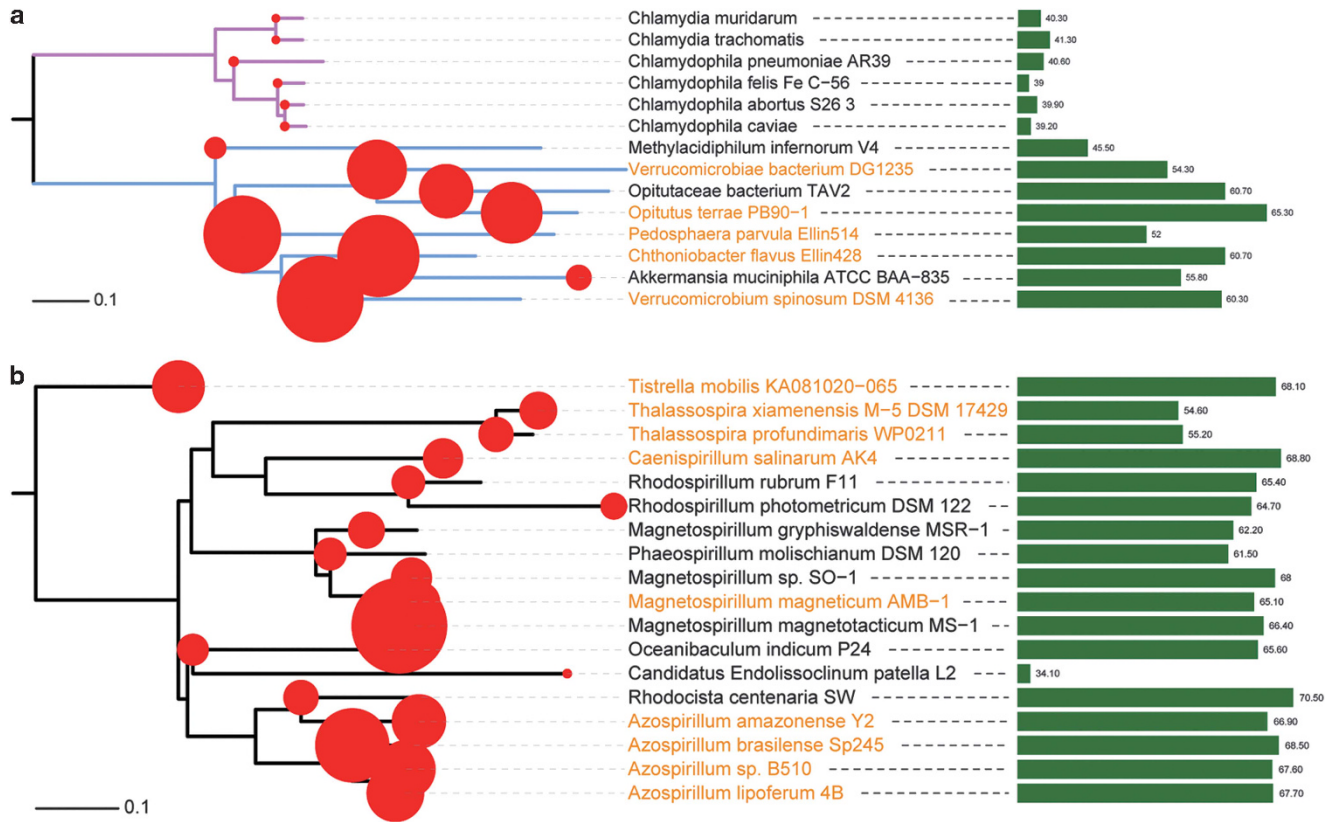 a
Chlamydia muridarum 40.30
Chlamydia trachomatis 41.30
Chlamydophila pneumoniae AR39 40.60
Chlamydophila felis Fe C−56 39
Chlamydophila abortus S26 3 39.90
Chlamydophila caviae 39.20
Methylacidiphilum infernorum V4 45.50
Verrucomicrobiae bacterium DG1235 54.30
Opitutaceae bacterium TAV2 60.70
Opitutus terrae PB90−1 65.30
Pedosphaera parvula Ellin514 52
Chthoniobacter flavus Ellin428 60.70
Akkermansia muciniphila ATCC BAA−835 55.80
0.1 Verrucomicrobium spinosum DSM 4136 60.30
b
Tistrella mobilis KA081020−065 68.10
Thalassospira xiamenensis M−5 DSM 17429 54.60
Thalassospira profundimaris WP0211 55.20
Caenispirillum salinarum AK4 68.80
Rhodospirillum rubrum F11 65.40
Rhodospirillum photometricum DSM 122 64.70
Magnetospirillum gryphiswaldense MSR−1 62.20
Phaeospirillum molischianum DSM 120 61.50
Magnetospirillum sp. SO−1 68
Magnetospirillum magneticum AMB−1 65.10
Magnetospirillum magnetotacticum MS−1 66.40
Oceanibaculum indicum P24 65.60
Candidatus Endolissoclinum patella L2 34.10
Rhodocista centenaria SW 70.50
Azospirillum amazonense Y2 66.90
Azospirillum brasilense Sp245 68.50
Azospirillum sp. B510 67.60
Azospirillum lipoferum 4B 67.70
0.1